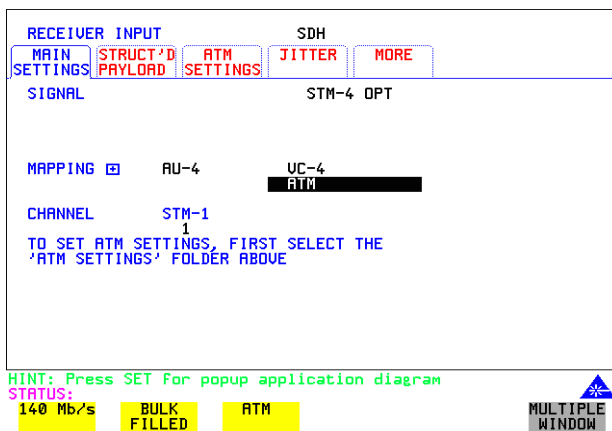 RECEIVER INPUT SDH
MAIN SETTINGS STRUCT'D PAYLOAD ATM SETTINGS JITTER MORE
SIGNAL STM-4 OPT
MAPPING + AU-4 VC-4
ATM
CHANNEL STM-1
1
TO SET ATM SETTINGS, FIRST SELECT THE
'ATM SETTINGS' FOLDER ABOVE
HINT: Press SET for popup application diagram
STATUS:
140 Mb/s BULK FILLED ATM MULTIPLE WINDOW